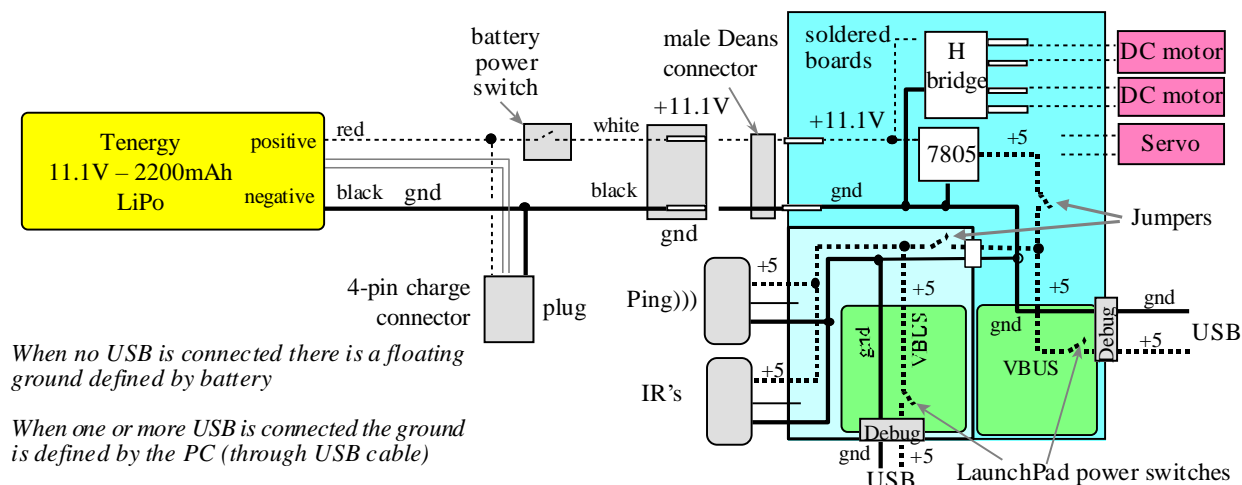 battery
power
switch
male Deans
connector
+11.1V
soldered
boards
H
bridge
DC motor
DC motor
Servo
Tenergy
11.1V – 2200mAh
LiPo
positive
negative
red
black
gnd
white
black
gnd
+11.1V
gnd
7805
+5
Jumpers
4-pin charge
connector
plug
Ping)))
+5
IR's
+5
+5
gnd
VBUS
Debug
gnd
+5
USB
+5
gnd
VBUS
Debug
gnd
+5
USB
LaunchPad power switches
When no USB is connected there is a floating
ground defined by battery
When one or more USB is connected the ground
is defined by the PC (through USB cable)